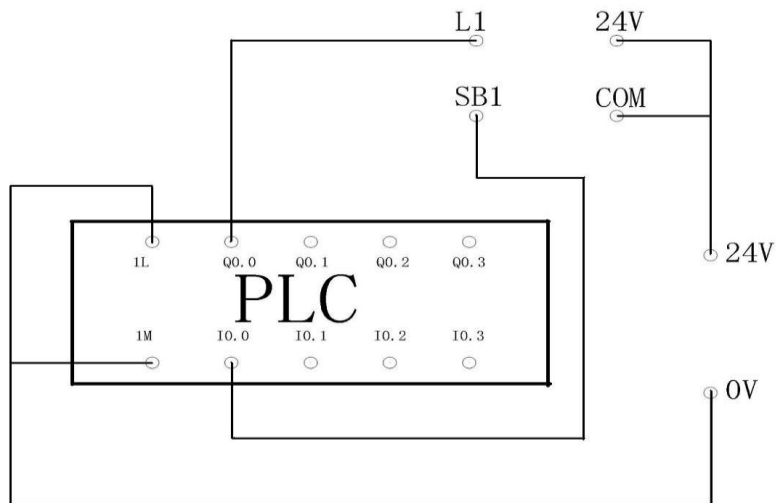 L1 24V
SB1 COM
24V
1L Q0.0 Q0.1 Q0.2 Q0.3
PLC
1M I0.0 I0.1 I0.2 I0.3
0V